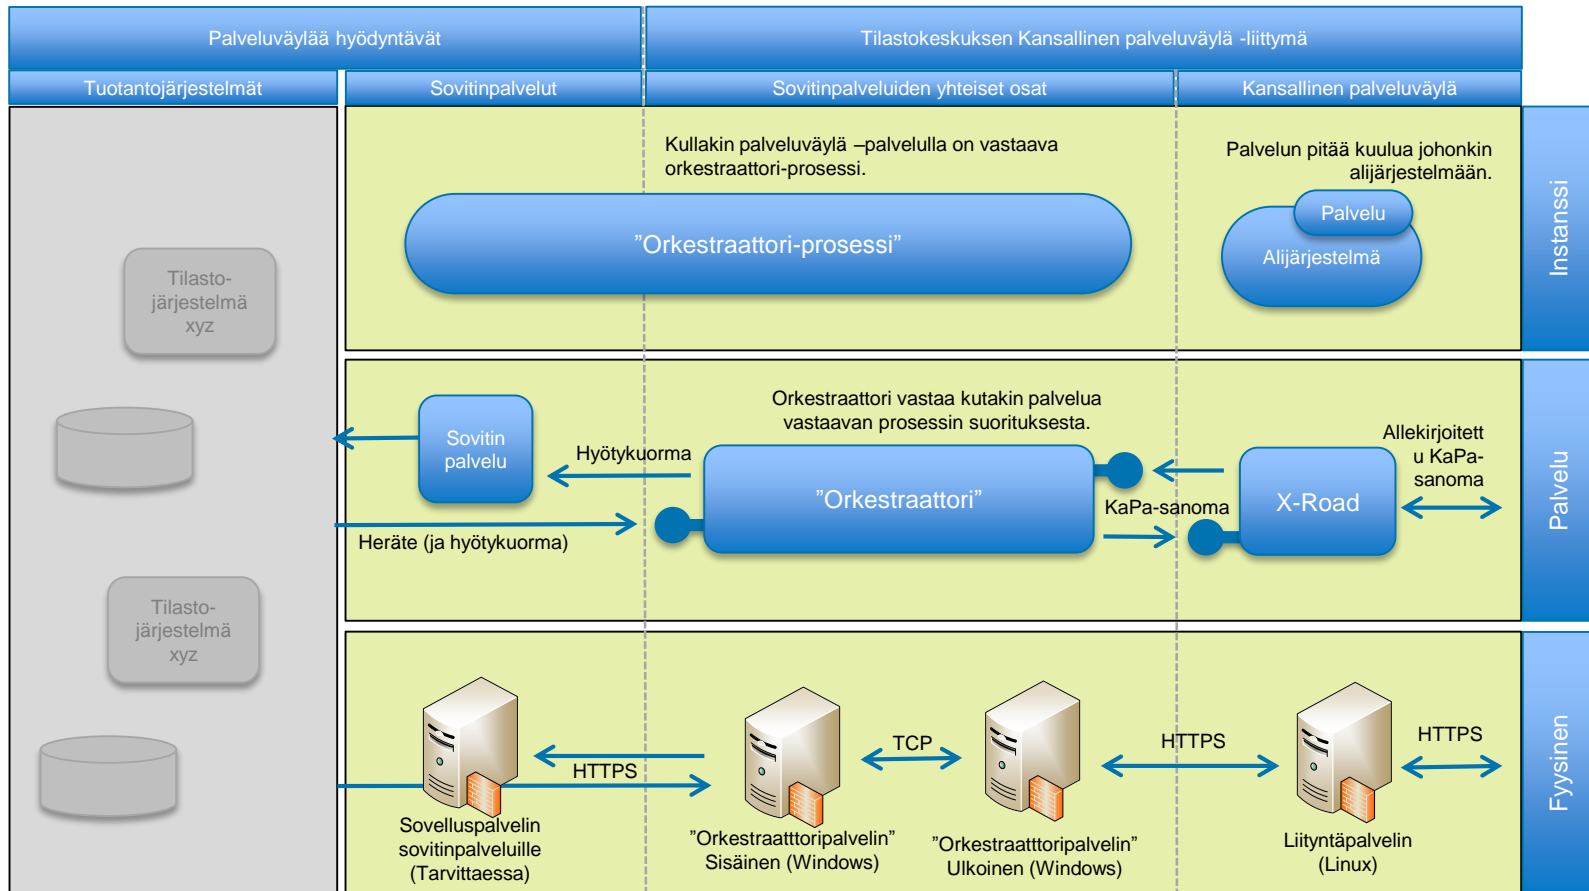 Palveluväylää hyödyntävät
Tilastokeskuksen Kansallinen palveluväylä -liittymä
Tuotantojärjestelmät
Sovitinpalvelut
Sovitinpalveluiden yhteiset osat
Kansallinen palveluväylä
Kullakin palveluväylä –palvelulla on vastaava
orkestraattori-prosessi.
Palvelun pitää kuulua johonkin
alijärjestelmään.
Palvelu
Alijärjestelmä
”Orkestraattori-prosessi”
Instanssi
Tilasto-
järjestelmä
xyz
Orkestraattori vastaa kutakin palvelua
vastaavan prosessin suorituksesta.
Sovitin
palvelu
Hyötykuorma
”Orkestraattori”
KaPa-sanoma
X-Road
Allekirjoitett
u KaPa-
sanoma
Heräte (ja hyötykuorma)
Palvelu
Tilasto-
järjestelmä
xyz
HTTPS
TCP
HTTPS
HTTPS
Sovelluspalvelin
sovitinpalveluille
(Tarvittaessa)
”Orkestraatttoripalvelin”
Sisäinen (Windows)
”Orkestraatttoripalvelin”
Ulkoinen (Windows)
Liityntäpalvelin
(Linux)
Fyysinen